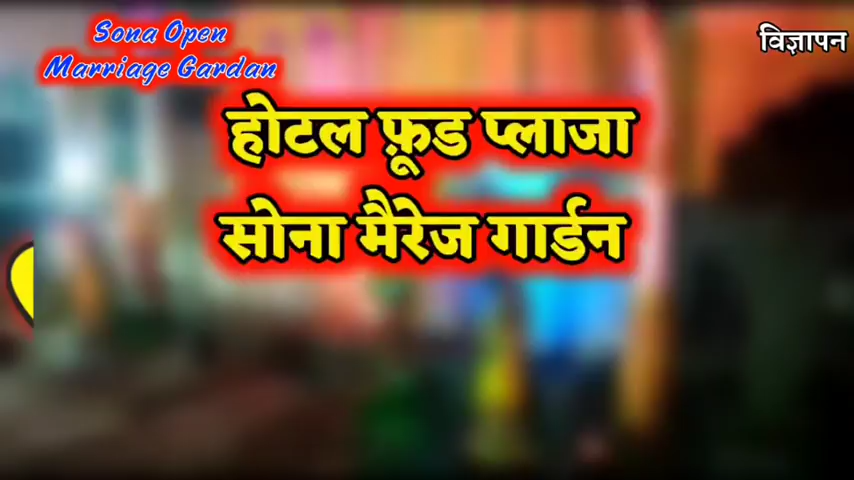 Sona Open
Marriage Gardan
विज्ञापन
होटल फ़ूड प्लाजा
सोना मैरेज गार्डन